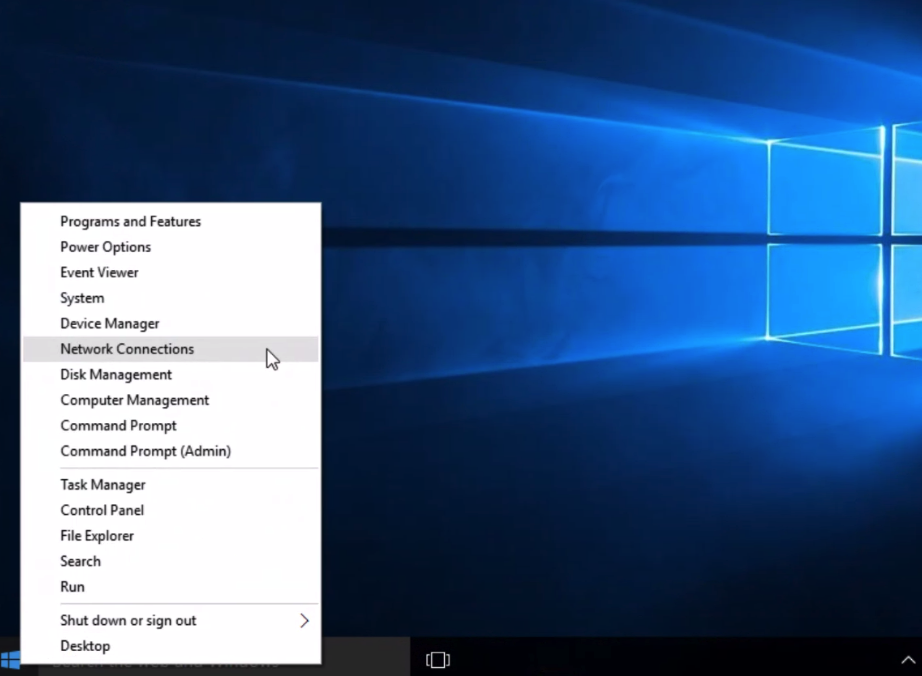 Programs and Features
Power Options
Event Viewer
System
Device Manager
Network Connections
Disk Management
Computer Management
Command Prompt
Command Prompt (Admin)
Task Manager
Control Panel
File Explorer
Search
Run
Shut down or sign out
Desktop